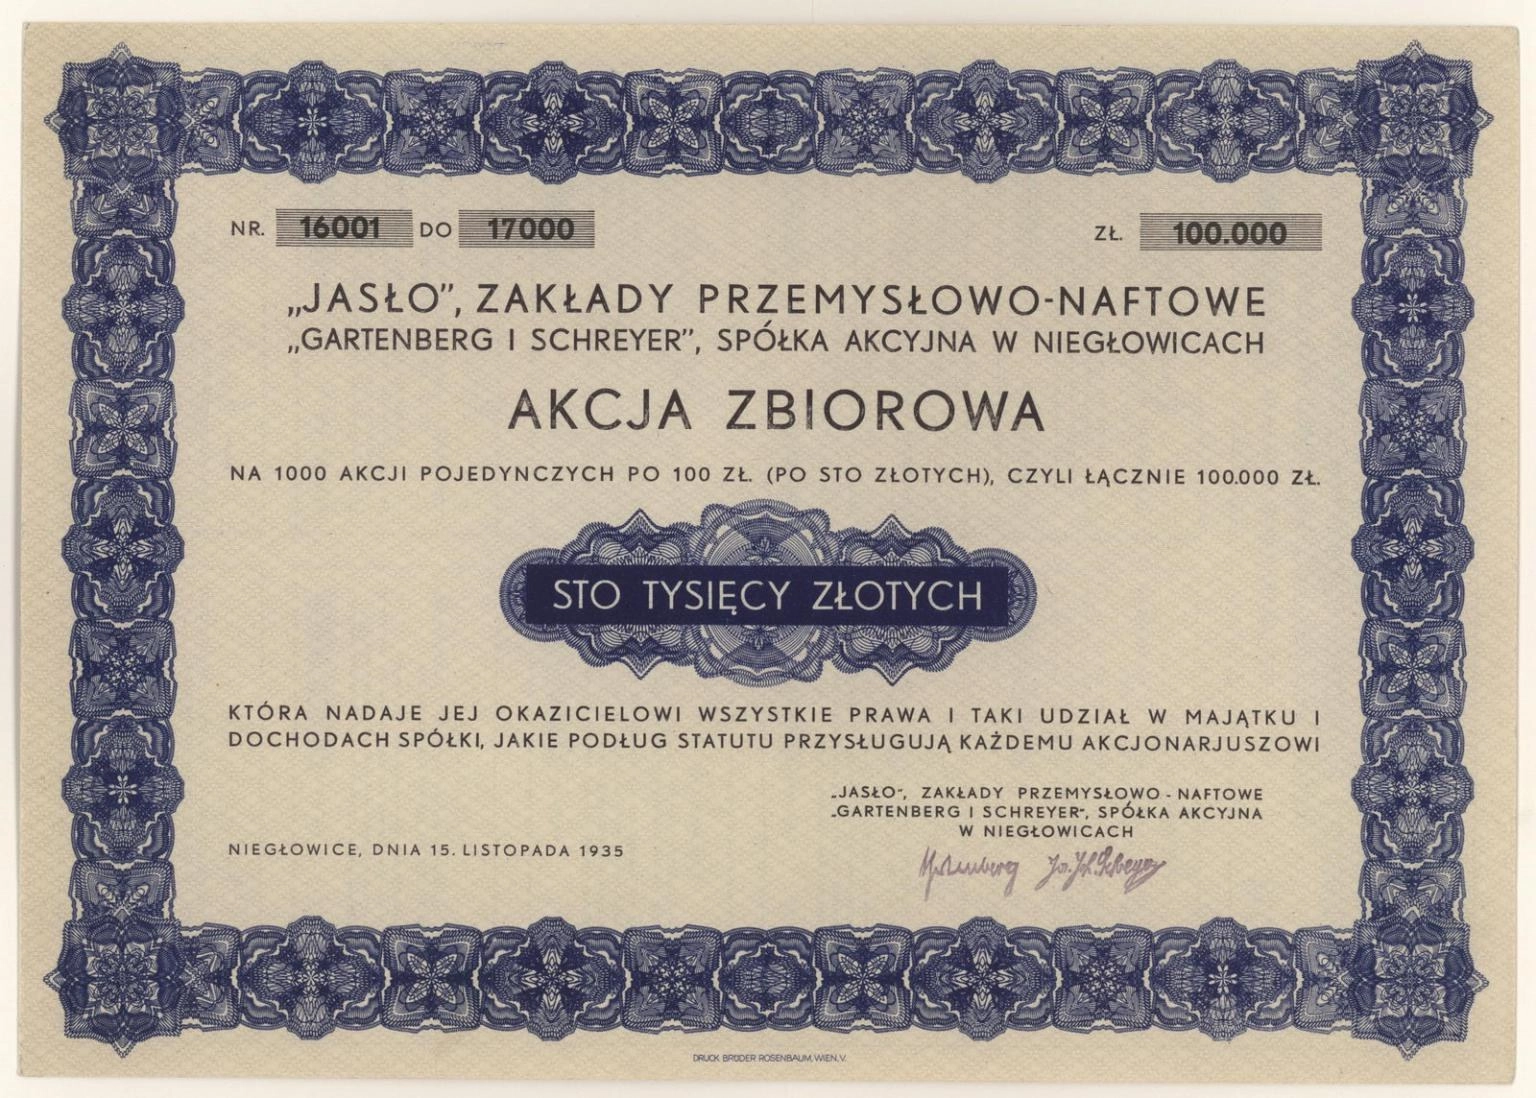 NR. 16001 DO 17000 ZŁ. 100.000
„JASŁO”, ZAKŁADY PRZEMYSŁOWO-NAFTOWE
„GARTENBERG I SCHREYER”, SPÓŁKA AKCYJNA W NIEGŁOWICACH
AKCJA ZBIOROWA
NA 1000 AKCJI POJEDYNCZYCH PO 100 ZŁ. (PO STO ZŁOTYCH), CZYLI ŁĄCZNIE 100.000 ZŁ.
STO TYSIĘCY ZŁOTYCH
KTÓRA NADAJE JEJ OKAZICIELOWI WSZYSTKIE PRAWA I TAKI UDZIAŁ W MAJĄTKU I
DOCHODACH SPÓŁKI, JAKIE PODŁUG STATUTU PRZYSŁUGUJĄ KAŻDEMU AKCJONARJUSZOWI
„JASŁO”, ZAKŁADY PRZEMYSŁOWO-NAFTOWE
„GARTENBERG I SCHREYER”, SPÓŁKA AKCYJNA
W NIEGŁOWICACH
NIEGŁOWICE, DNIA 15. LISTOPADA 1935
DRUCK BRÜDER ROSENBAUM, WIEN, V.